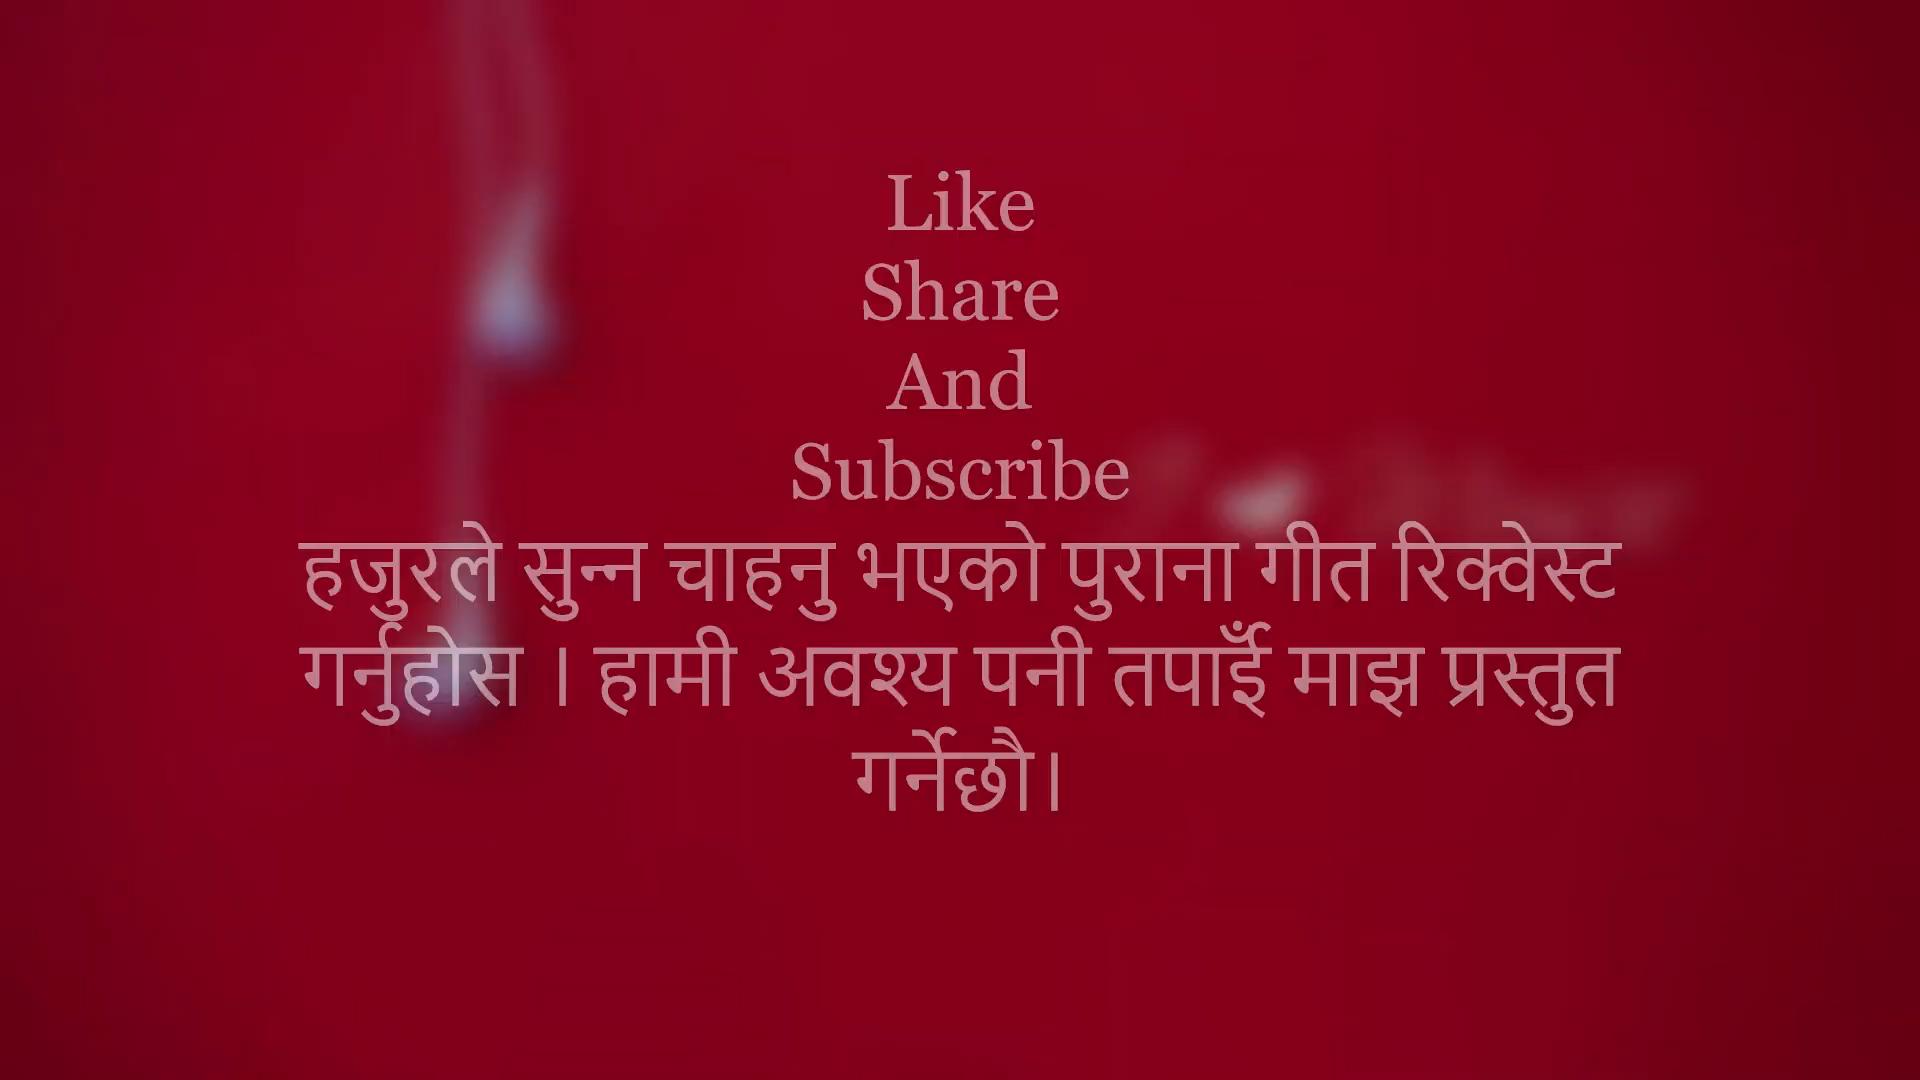 Like
Share
And
Subscribe
हजुरले सुन्न चाहनु भएको पुराना गीत रिक्वेस्ट
गर्नुहोस । हामी अवश्य पनी तपाईँ माझ प्रस्तुत
गर्नेछौ।